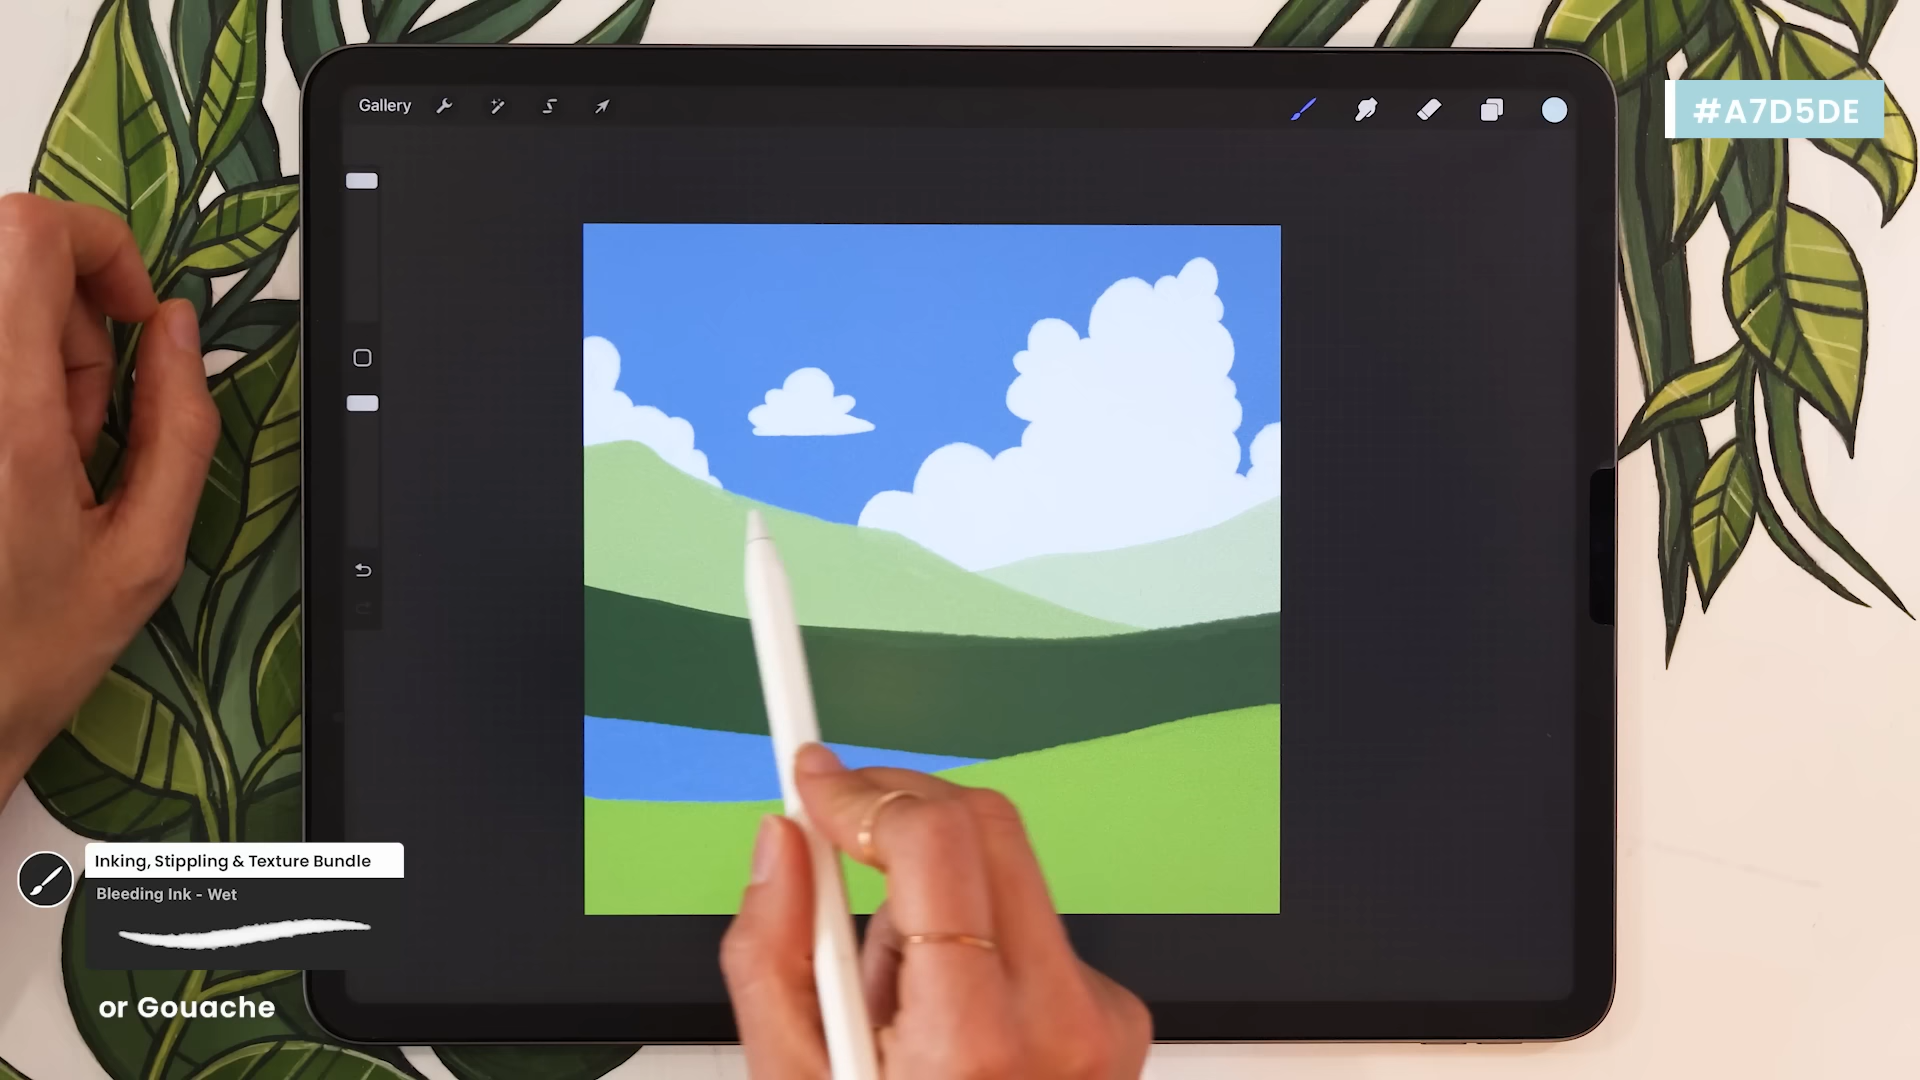 Gallery
#A7D5DE
Inking, Stippling & Texture Bundle
Bleeding Ink - Wet
or Gouache